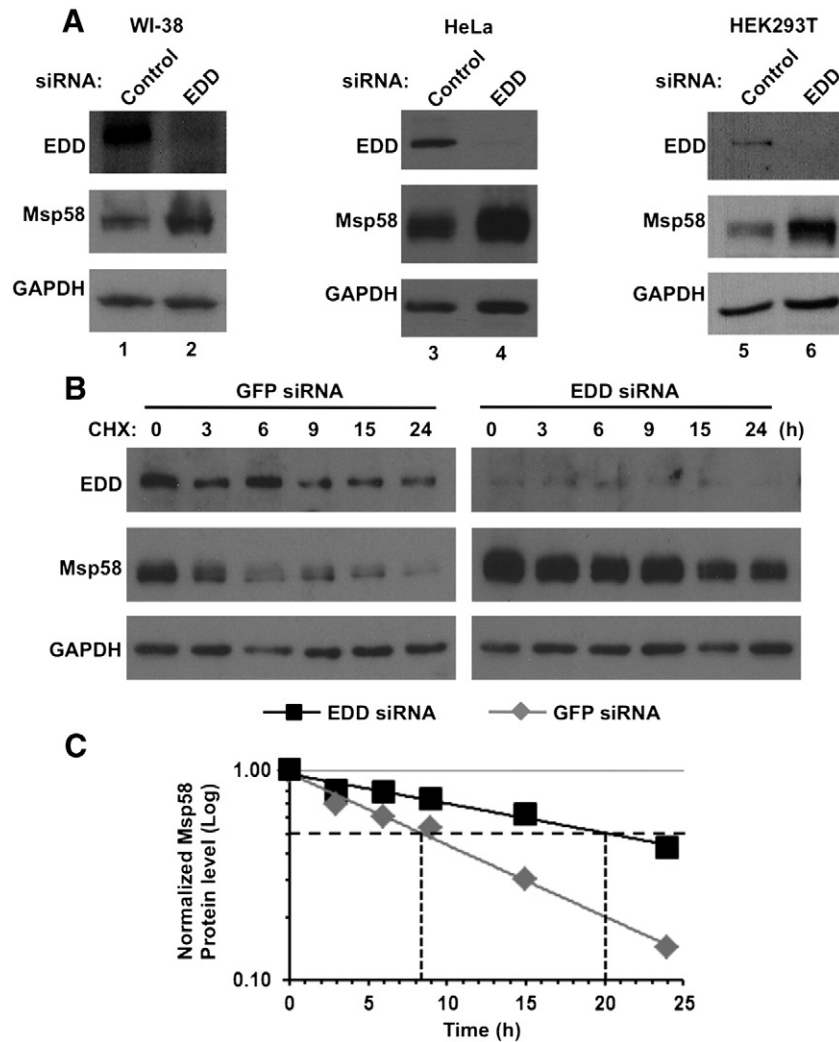 A
WI-38
HeLa
HEK293T
siRNA: Control EDD
siRNA: Control EDD
siRNA: Control EDD
EDD
EDD
EDD
Msp58
Msp58
Msp58
GAPDH
GAPDH
GAPDH
1 2
3 4
5 6
B
GFP siRNA
EDD siRNA
CHX: 0 3 6 9 15 24
0 3 6 9 15 24 (h)
EDD
Msp58
GAPDH
EDD siRNA
GFP siRNA
C
Normalized Msp58
Protein level (Log)
1.00
0.10
0 5 10 15 20 25
Time (h)